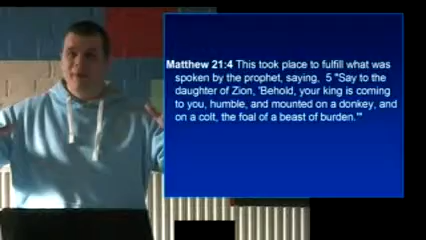 Matthew 21:4 This took place to fulfill what was
spoken by the prophet, saying,  5 "Say to the
daughter of Zion, 'Behold, your king is coming
to you, humble, and mounted on a donkey, and
on a colt, the foal of a beast of burden.'"